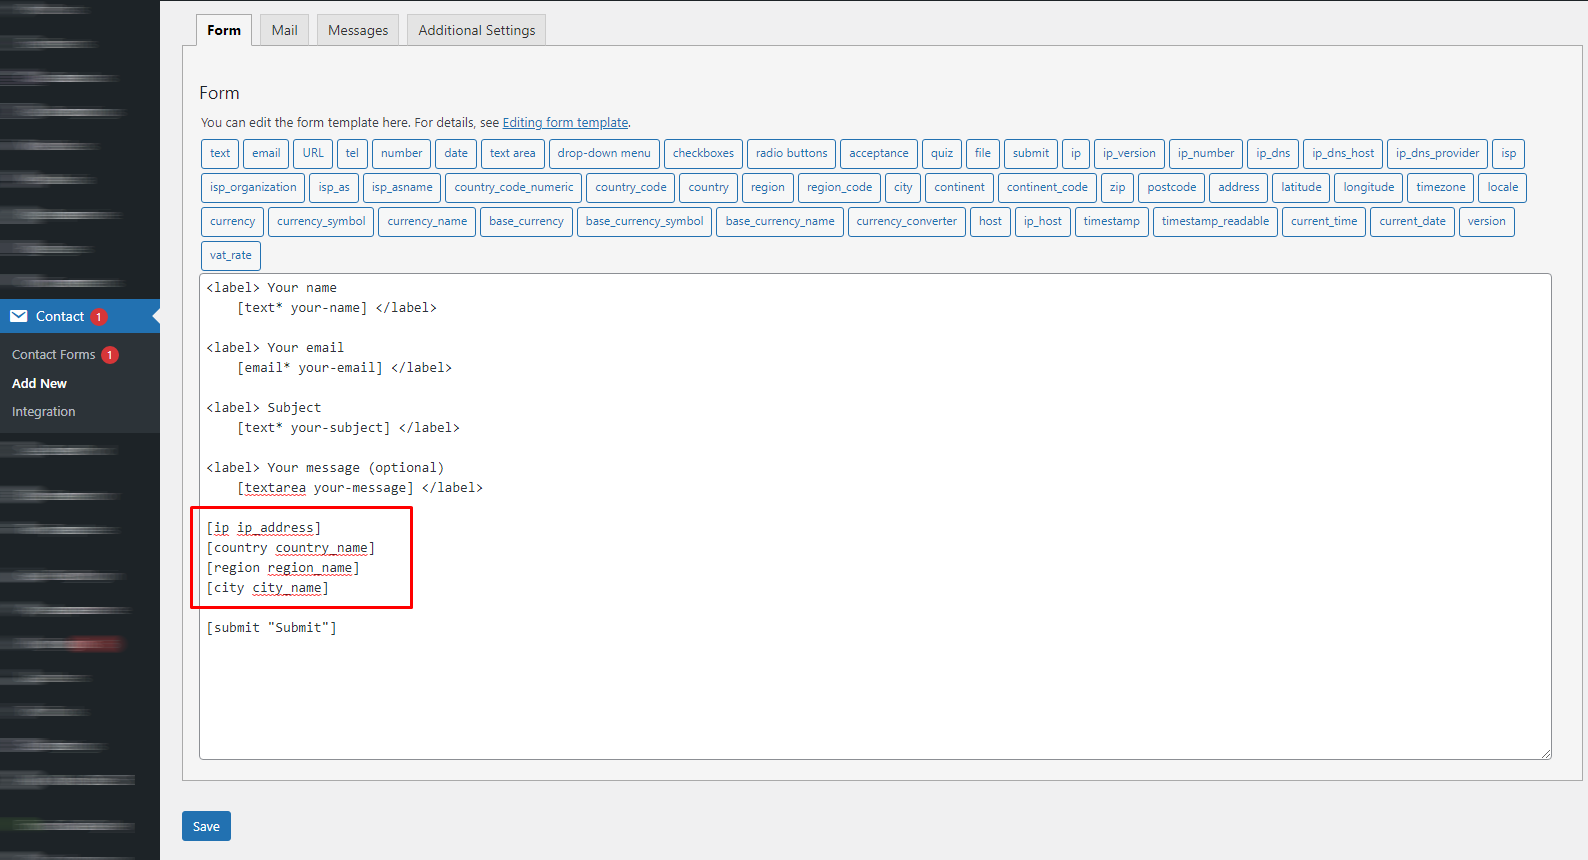 Form Mail Messages Additional Settings
Form
You can edit the form template here. For details, see Editing form template.
text email URL tel number date text area drop-down menu checkboxes radio buttons acceptance quiz file submit ip ip_version ip_number ip_dns ip_dns_host ip_dns_provider isp
isp_organization isp_as isp_asname country_code_numeric country_code country region region_code city continent continent_code zip postcode address latitude longitude timezone locale
currency currency_symbol currency_name base_currency base_currency_symbol base_currency_name currency_converter host ip_host timestamp timestamp_readable current_time current_date version
vat_rate
<label> Your name
[text* your-name] </label>
<label> Your email
[email* your-email] </label>
<label> Subject
[text* your-subject] </label>
<label> Your message (optional)
[textarea your-message] </label>
[ip ip_address]
[country country_name]
[region region_name]
[city city_name]
[submit "Submit"]
Save
Contact 1
Contact Forms 1
Add New
Integration